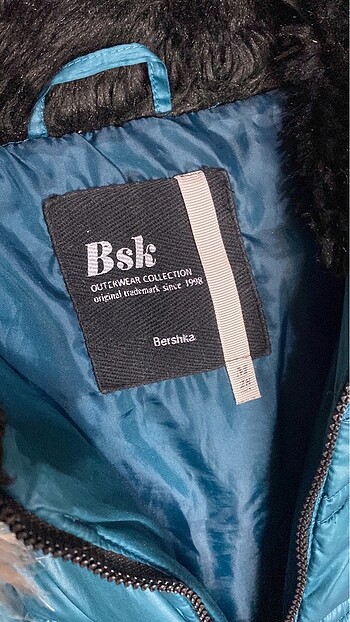 Bsk
OUTERWEAR COLLECTION
original trademark since 1998
Bershka